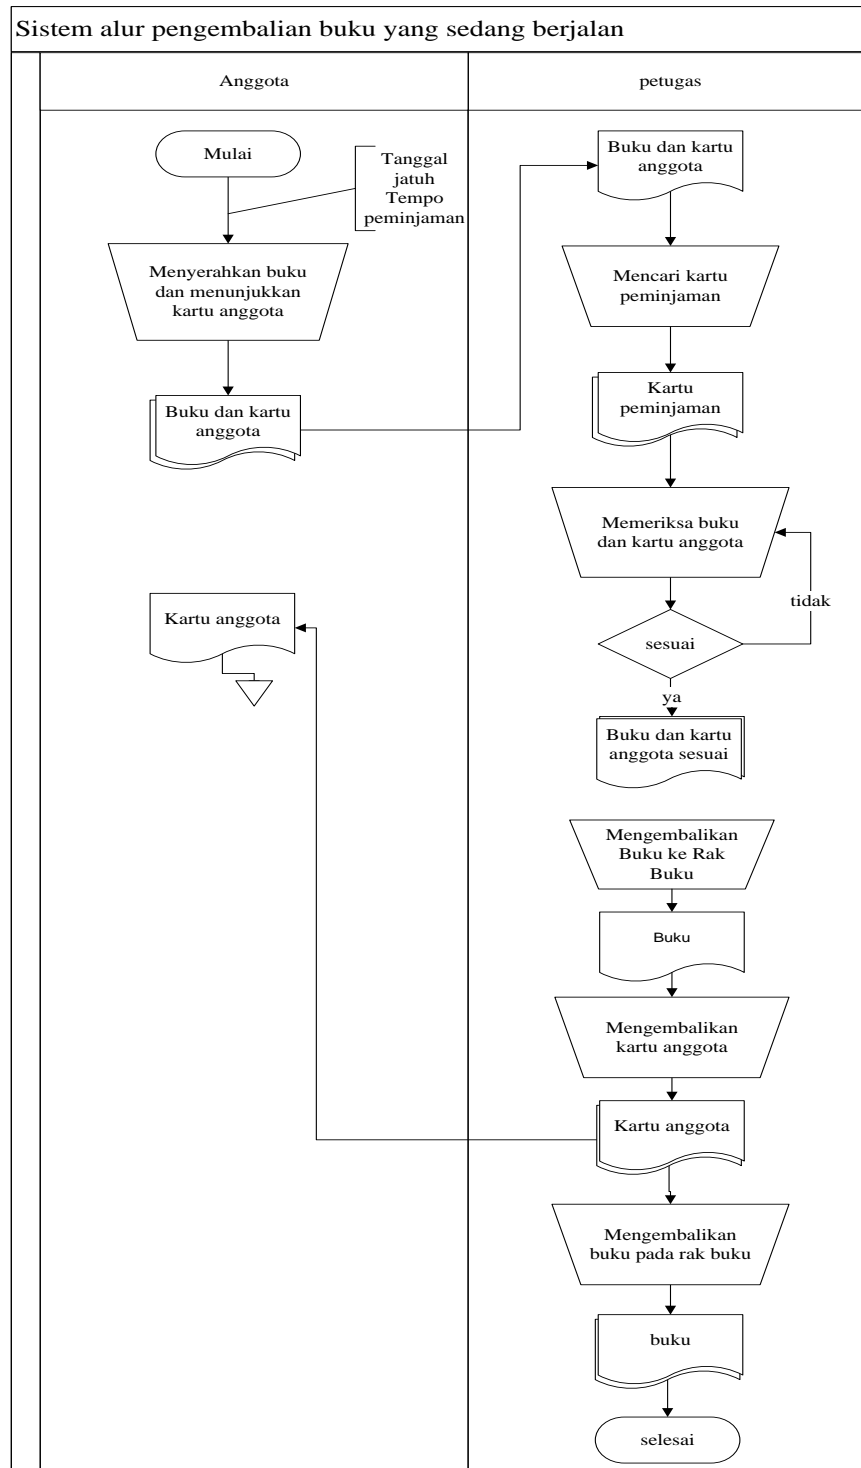 Sistem alur pengembalian buku yang sedang berjalan
Anggota
petugas
Mulai
Tanggal
jatuh
Tempo
peminjaman
Menyerahkan buku
dan menunjukkan
kartu anggota
Buku dan kartu
anggota
Buku dan kartu
anggota
Mencari kartu
peminjaman
Kartu
peminjaman
Memeriksa buku
dan kartu anggota
tidak
sesuai
ya
Buku dan kartu
anggota sesuai
Mengembalikan
Buku ke Rak
Buku
Buku
Mengembalikan
kartu anggota
Kartu anggota
Kartu anggota
Mengembalikan
buku pada rak buku
buku
selesai